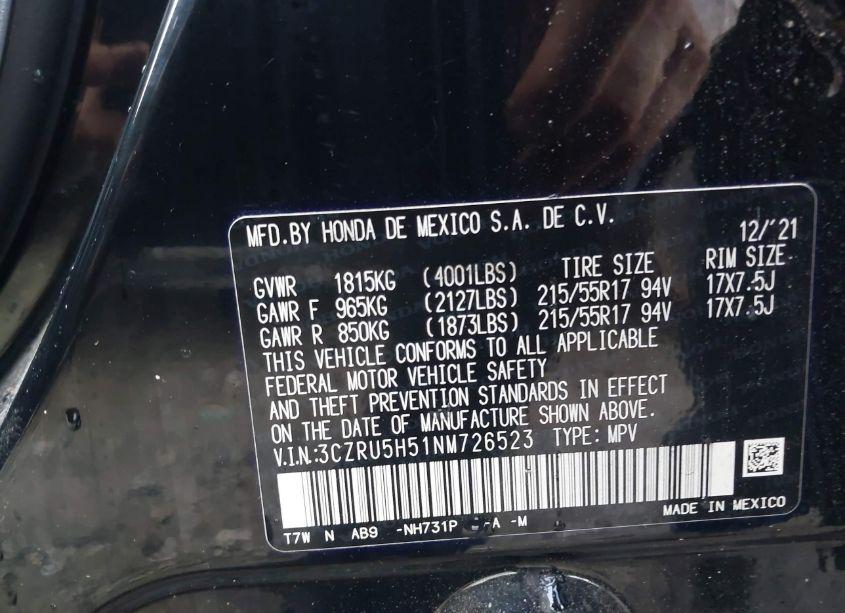 MFD.BY HONDA DE MEXICO S.A. DE C.V. 12/'21
GVWR 1815KG (4001LBS) TIRE SIZE RIM SIZE
GAWR F 965KG (2127LBS) 215/55R17 94V 17X7.5J
GAWR R 850KG (1873LBS) 215/55R17 94V 17X7.5J
THIS VEHICLE CONFORMS TO ALL APPLICABLE
FEDERAL MOTOR VEHICLE SAFETY
AND THEFT PREVENTION STANDARDS IN EFFECT
ON THE DATE OF MANUFACTURE SHOWN ABOVE.
V.I.N:3CZRU5H51NM726523 TYPE: MPV
T7W N AB9 -NH731P -A -M MADE IN MEXICO